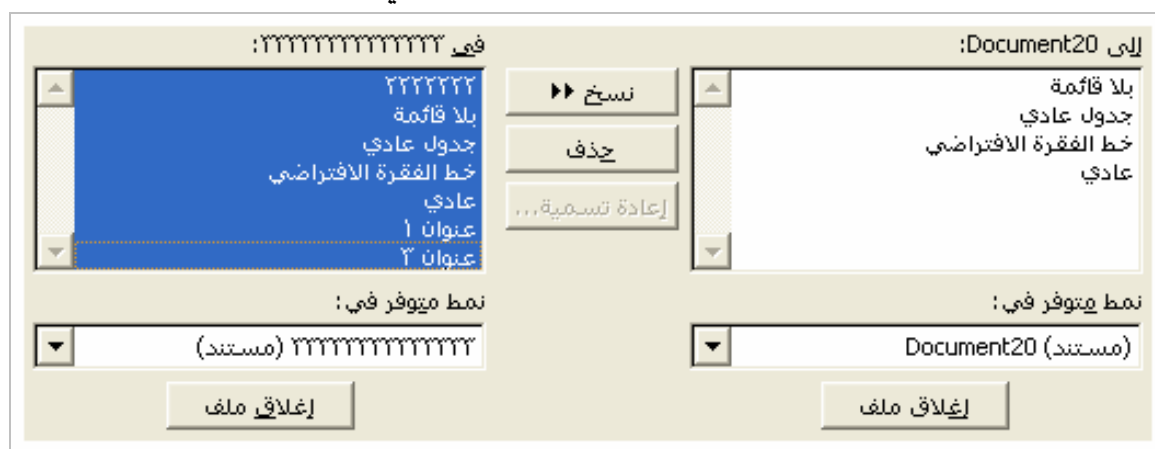 إلى Document20:
في ٢٢٢٢٢٢٢٢٢٢٢٢٢٢:
بلا قائمة
جدول عادي
خط الفقرة الافتراضي
عادي
نسخ
حذف
إعادة تسمية...
٢٢٢٢٢٢٢
بلا قائمة
جدول عادي
خط الفقرة الافتراضي
عادي
عنوان ١
عنوان ٣
نمط متوفر في:
نمط متوفر في:
Document20 (مستند)
٢٢٢٢٢٢٢٢٢٢٢٢٢٢ (مستند)
إغلاق ملف
إغلاق ملف